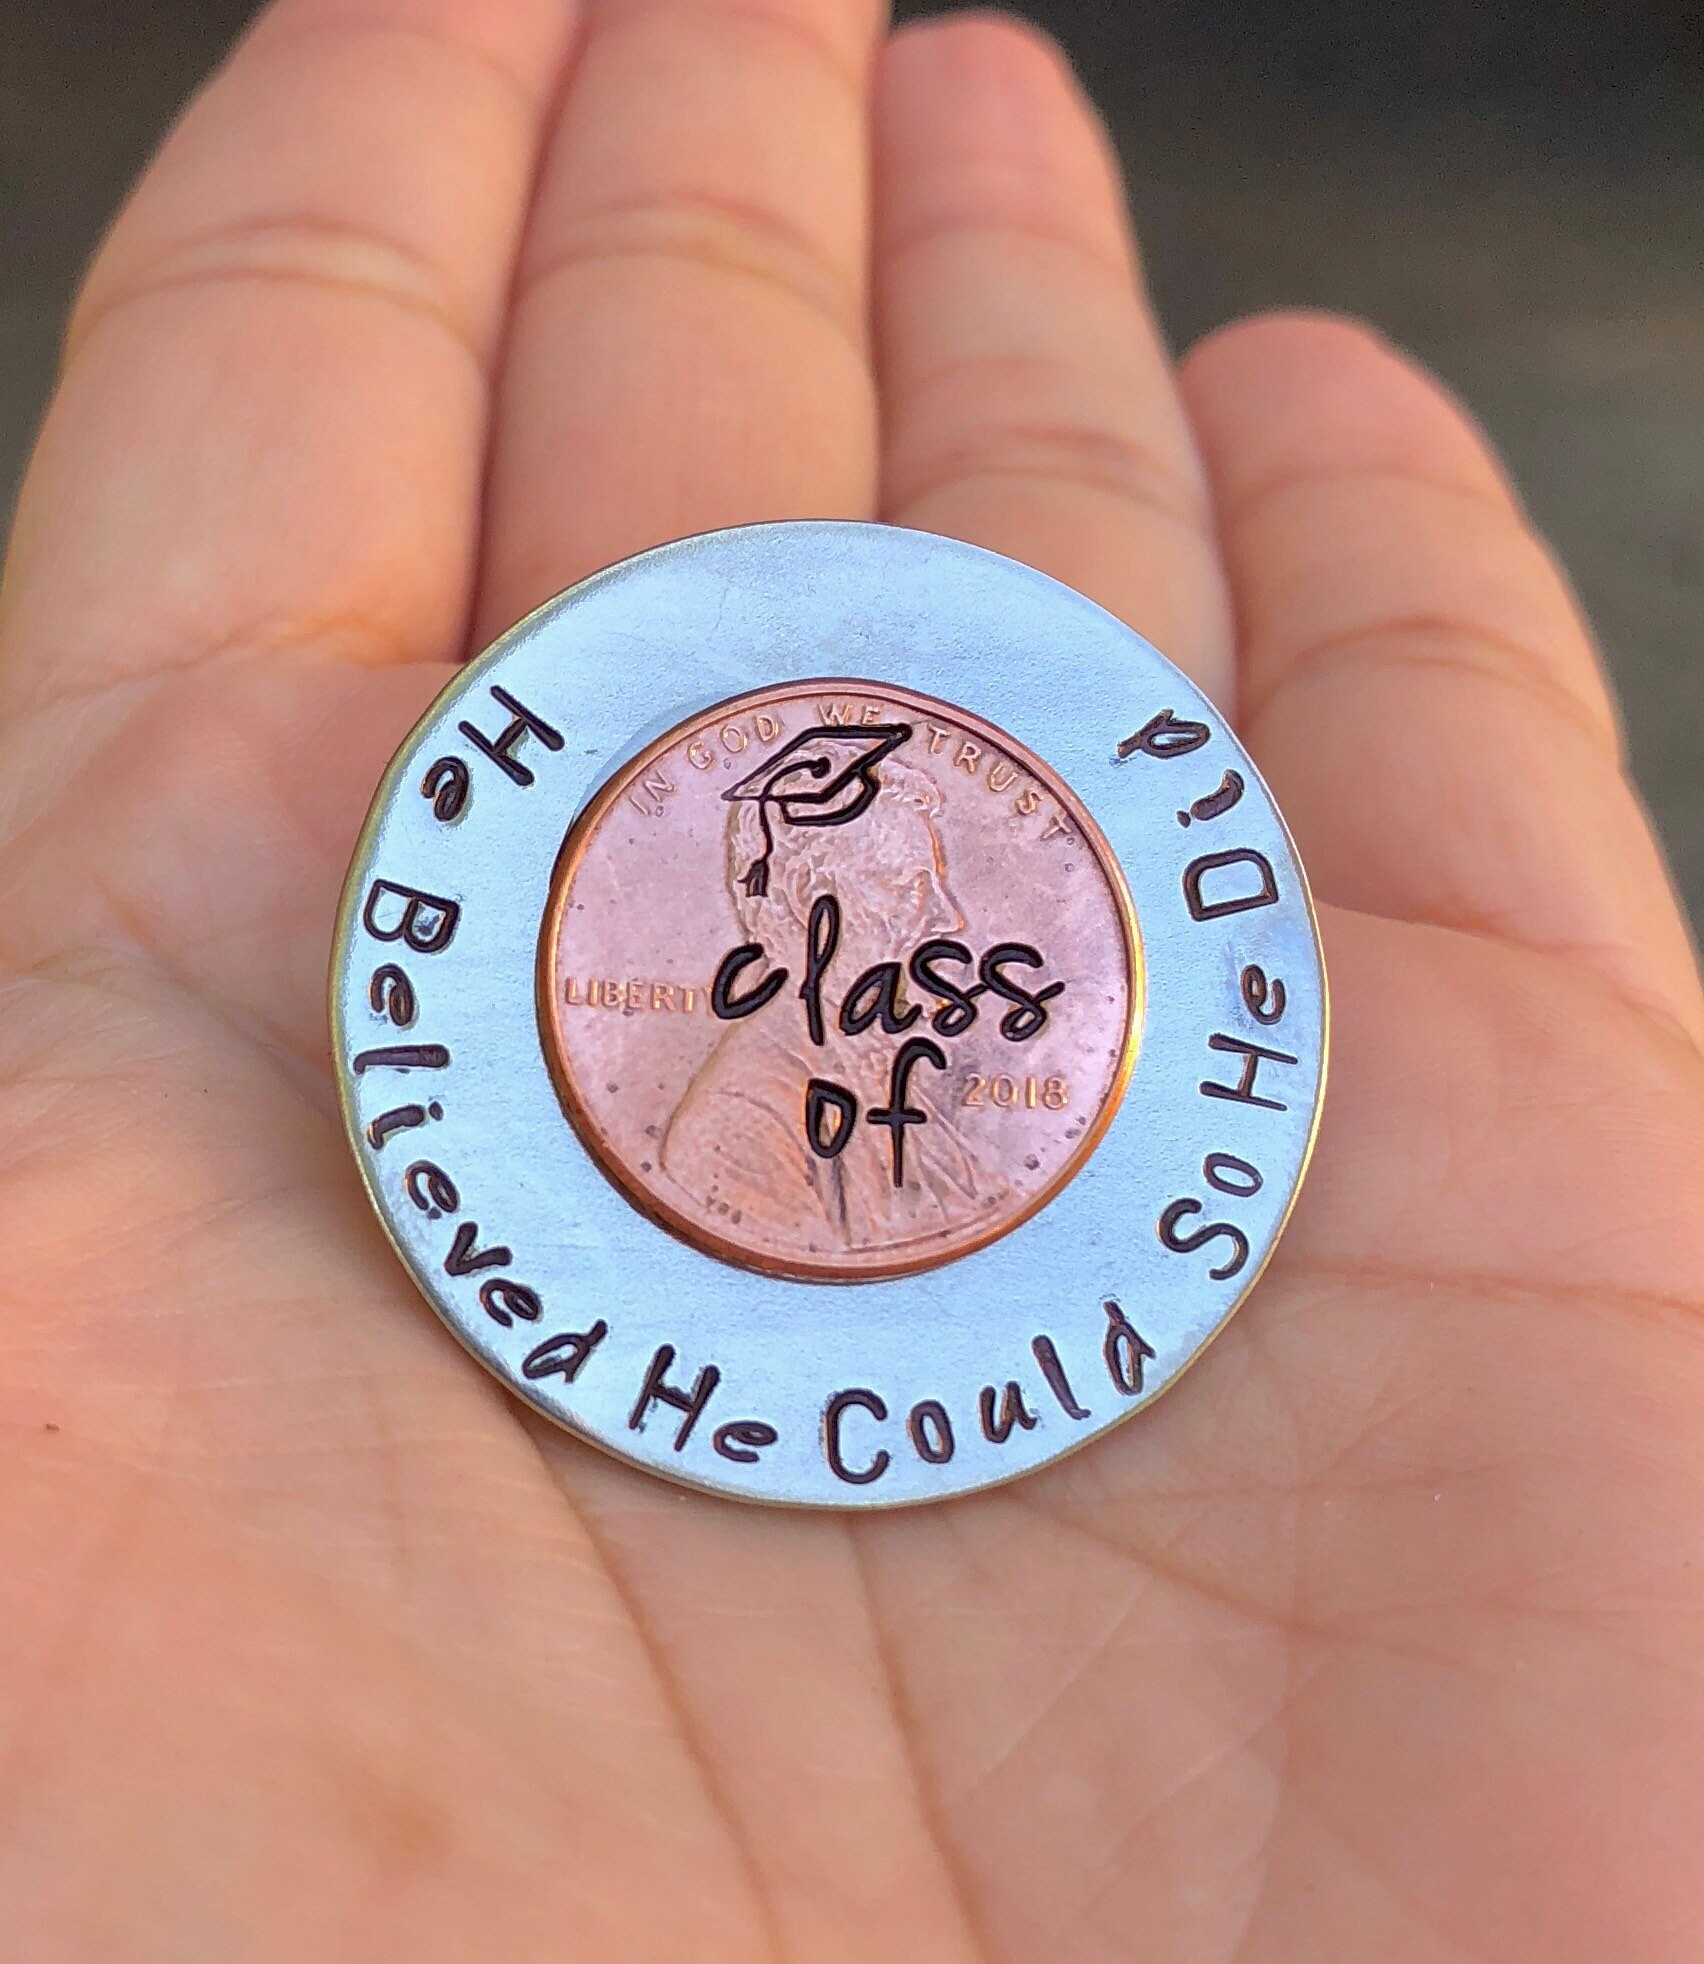 He Believed He Could So He Did
IN GOD WE TRUST
class
LIBERTY
of
2018